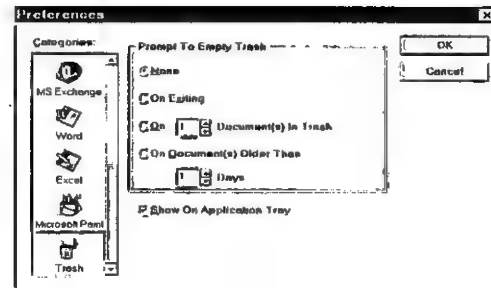 Preferences
Categories:
MS Exchange
Word
Excel
Microsoft Paint
Trash
Prompt To Empty Trash
None
On Exiting
On 1 Document(s) In Trash
On Document(s) Older Than
1 Days
Show On Application Tray
OK
Cancel